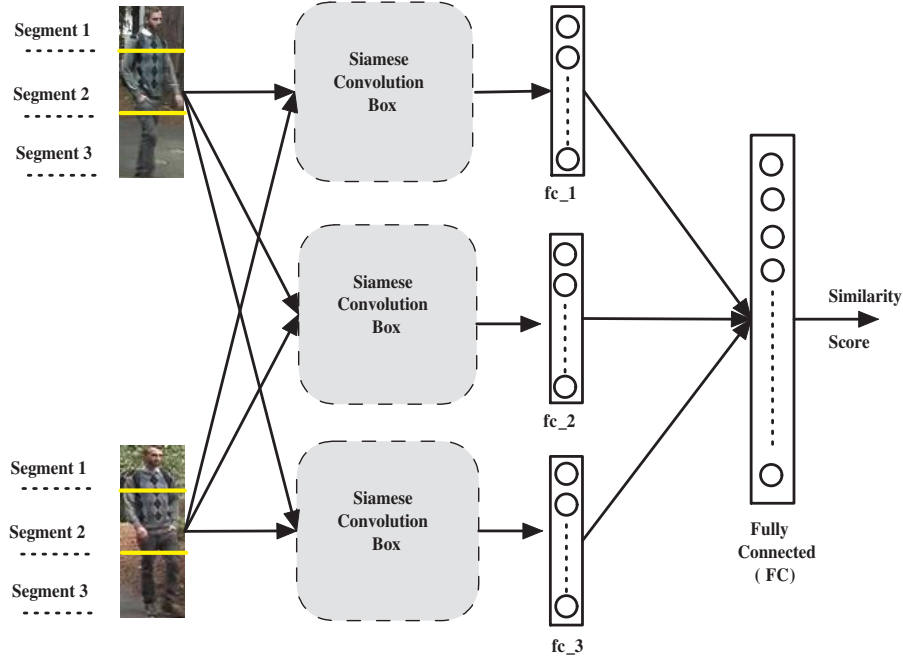 Segment 1
Segment 2
Segment 3
Siamese
Convolution
Box
fc_1
Siamese
Convolution
Box
fc_2
Segment 1
Segment 2
Segment 3
Siamese
Convolution
Box
fc_3
Similarity
Score
Fully
Connected
( FC)